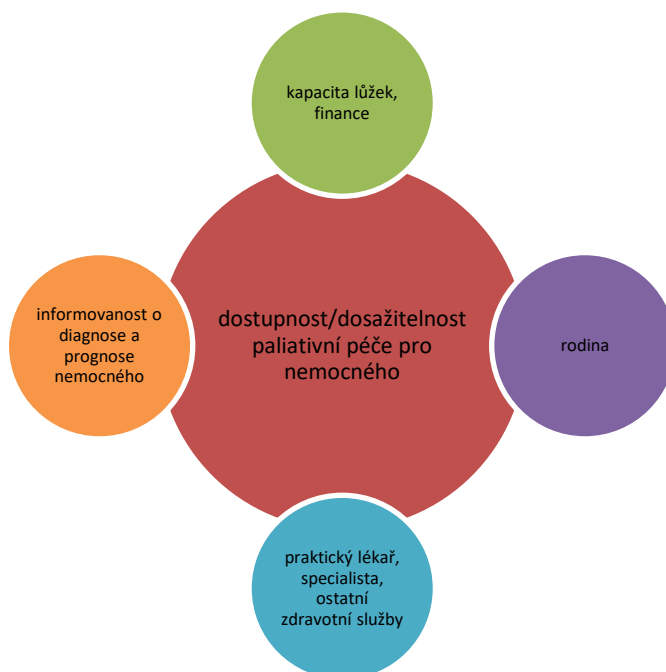 kapacita lůžek,
finance
informovanost o
diagnose a
prognose
nemocného
dostupnost/dosažitelnost
paliativní péče pro
nemocného
rodina
praktický lékař,
specialista,
ostatní
zdravotní služby